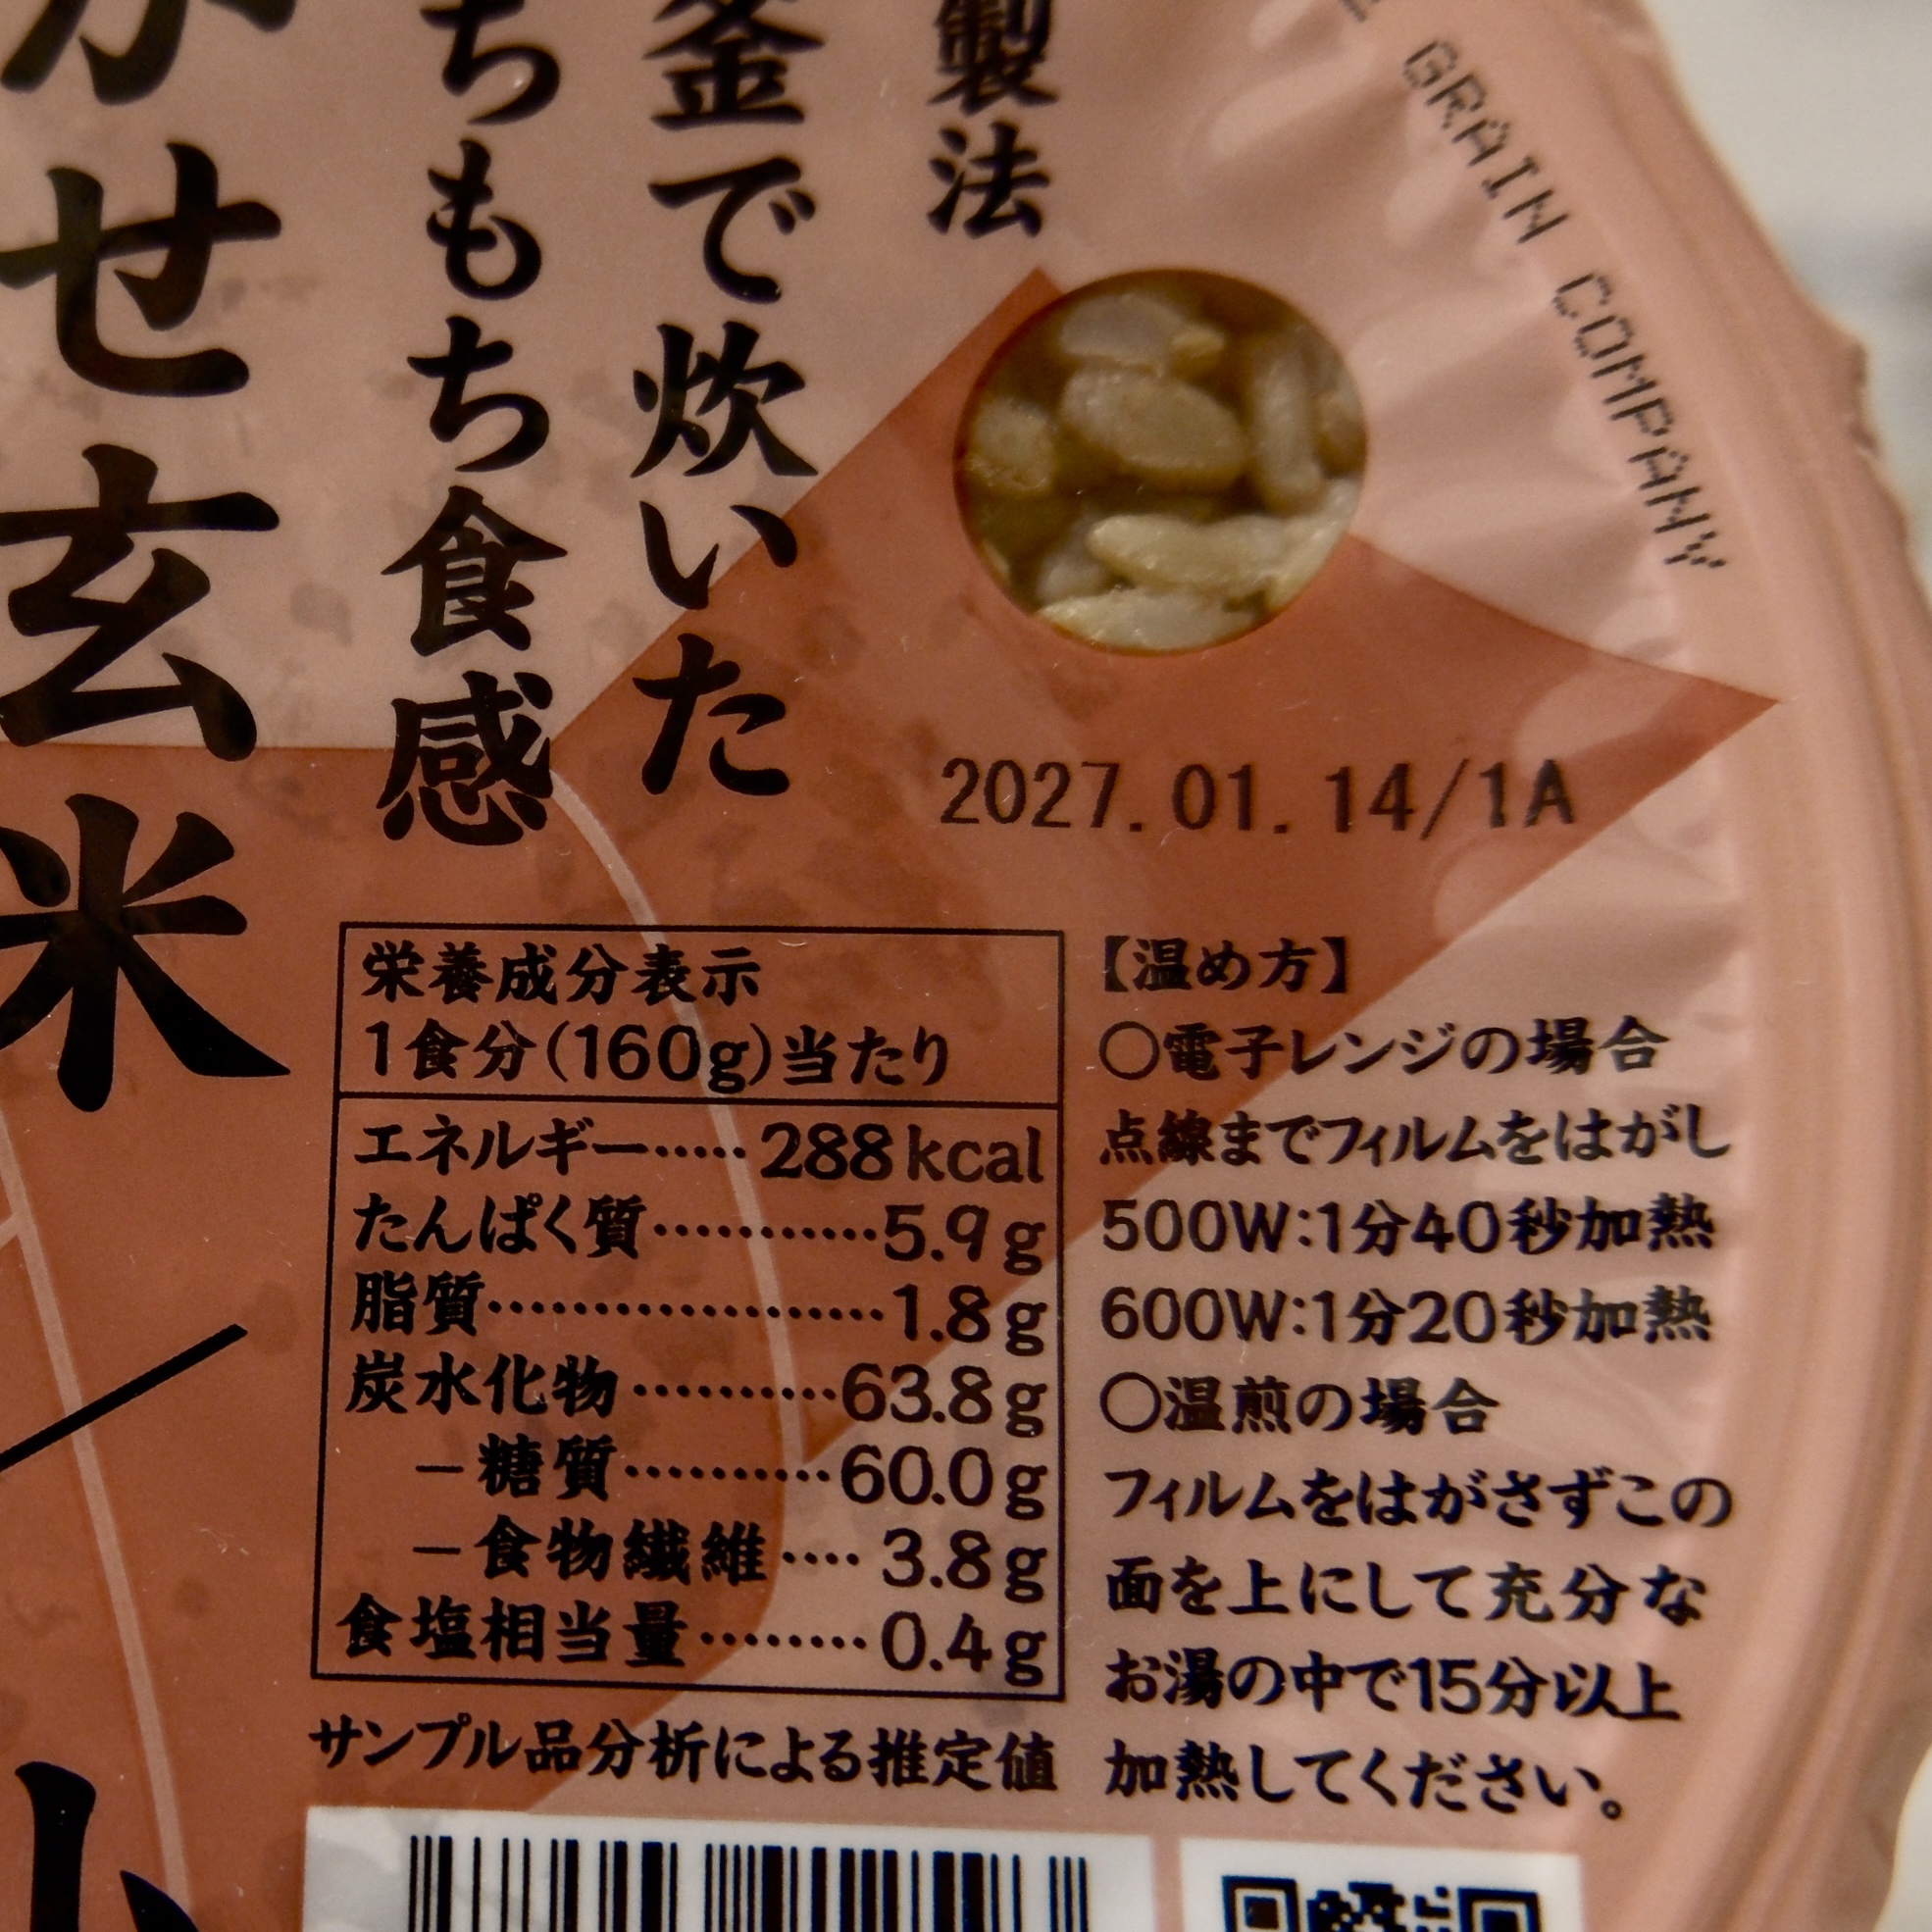 製法
釜で炊いた
ちもち食感
せ玄米
GRAIN COMPANY
2027.01.14/1A
栄養成分表示
1食分(160g)当たり
エネルギー‥‥‥288kcal
たんぱく質‥‥‥‥‥‥5.9g
脂質‥‥‥‥‥‥‥‥‥‥1.8g
炭水化物‥‥‥‥‥63.8g
－糖質‥‥‥‥‥60.0g
－食物繊維‥‥3.8g
食塩相当量‥‥‥‥0.4g
サンプル品分析による推定値
【温め方】
〇電子レンジの場合
点線までフィルムをはがし
500W:1分40秒加熱
600W:1分20秒加熱
〇温煎の場合
フィルムをはがさずこの
面を上にして充分な
お湯の中で15分以上
加熱してください。